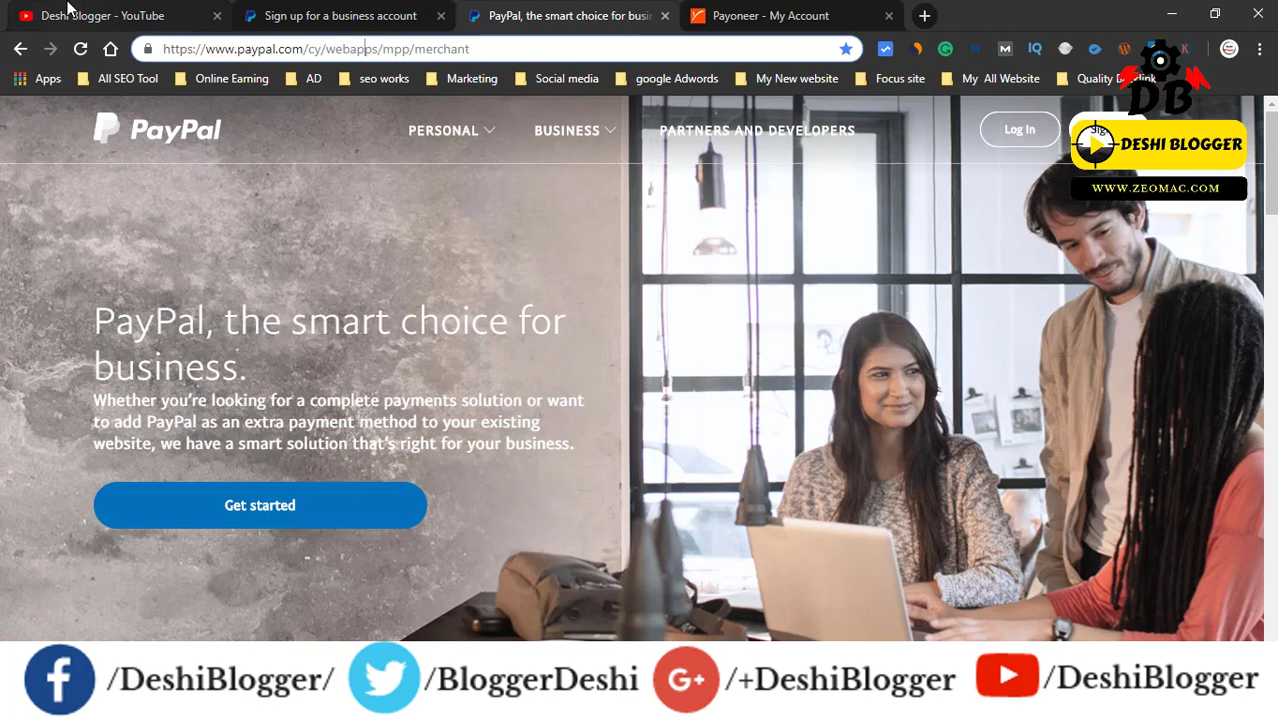 Deshi Blogger - YouTube
Sign up for a business account
PayPal, the smart choice for busi
Payoneer - My Account
https://www.paypal.com/cy/webapps/mpp/merchant
Apps
All SEO Tool
Online Earning
AD
seo works
Marketing
Social media
google Adwords
My New website
Focus site
My All Website
Quality
M
IQ
K
DB
PayPal
PERSONAL
BUSINESS
PARTNERS AND DEVELOPERS
Log In
DESHI BLOGGER
WWW.ZEOMAC.COM
PayPal, the smart choice for
business.
Whether you're looking for a complete payments solution or want
to add PayPal as an extra payment method to your existing
website, we have a smart solution that's right for your business.
Get started
/DeshiBlogger/
/BloggerDeshi
G+ /+DeshiBlogger
/DeshiBlogger